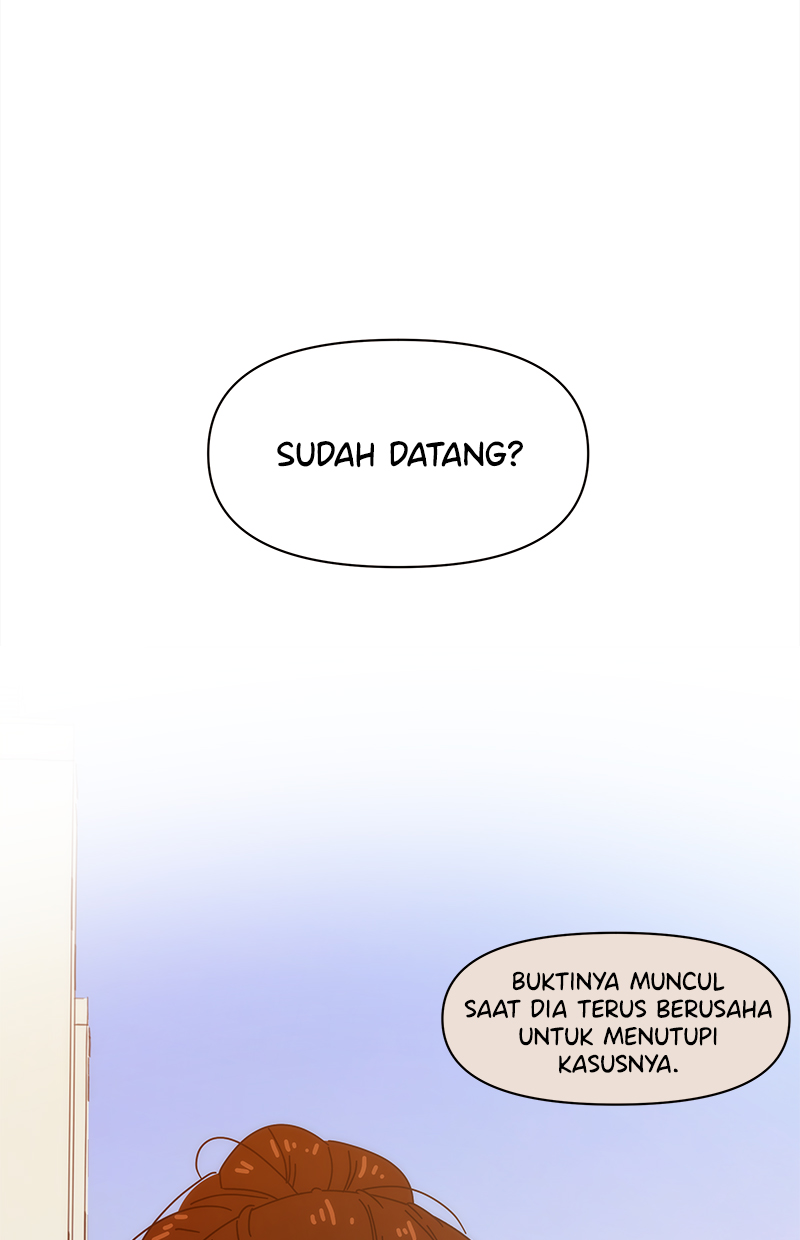 SUDAH DATANG?
BUKTINYA MUNCUL
SAAT DIA TERUS BERUSAHA
UNTUK MENUTUPI
KASUSNYA.